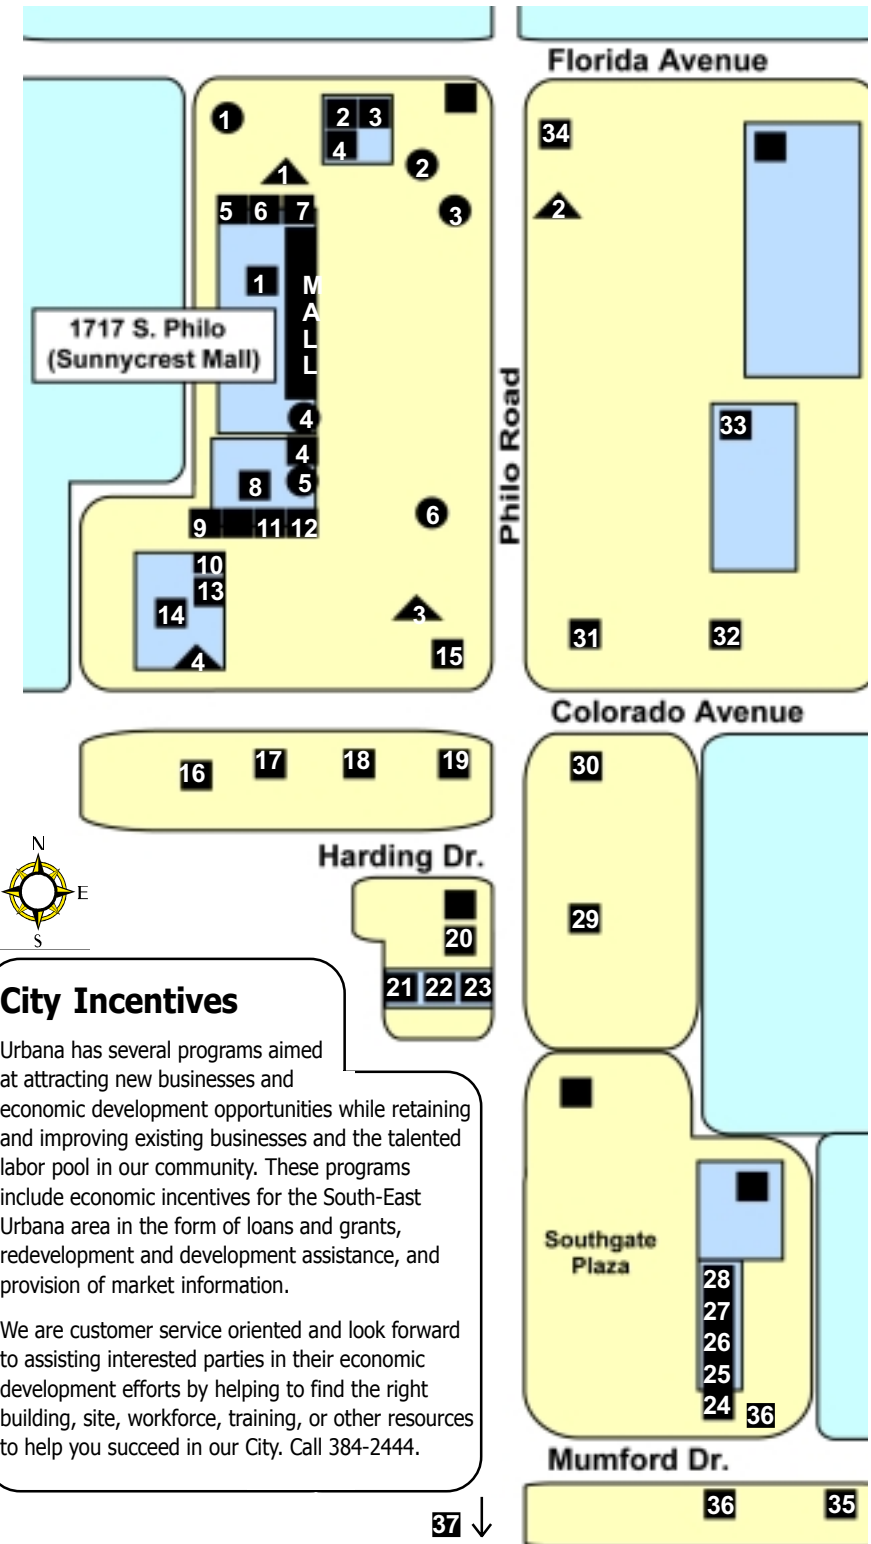 Florida Avenue
1
2 3
4
2
34
1
3
2
5 6 7
1
MALL
1717 S. Philo
(Sunnycrest Mall)
4
4
8 5
9 11 12
6
Philo Road
33
10
13
14
4
3
15
31 32
Colorado Avenue
16 17 18 19
30
N
E
S
Harding Dr.
20
21 22 23
29
City Incentives
Urbana has several programs aimed
at attracting new businesses and
economic development opportunities while retaining
and improving existing businesses and the talented
labor pool in our community. These programs
include economic incentives for the South-East
Urbana area in the form of loans and grants,
redevelopment and development assistance, and
provision of market information.
We are customer service oriented and look forward
to assisting interested parties in their economic
development efforts by helping to find the right
building, site, workforce, training, or other resources
to help you succeed in our City. Call 384-2444.
Southgate
Plaza
28
27
26
25
24
36
Mumford Dr.
36 35
37